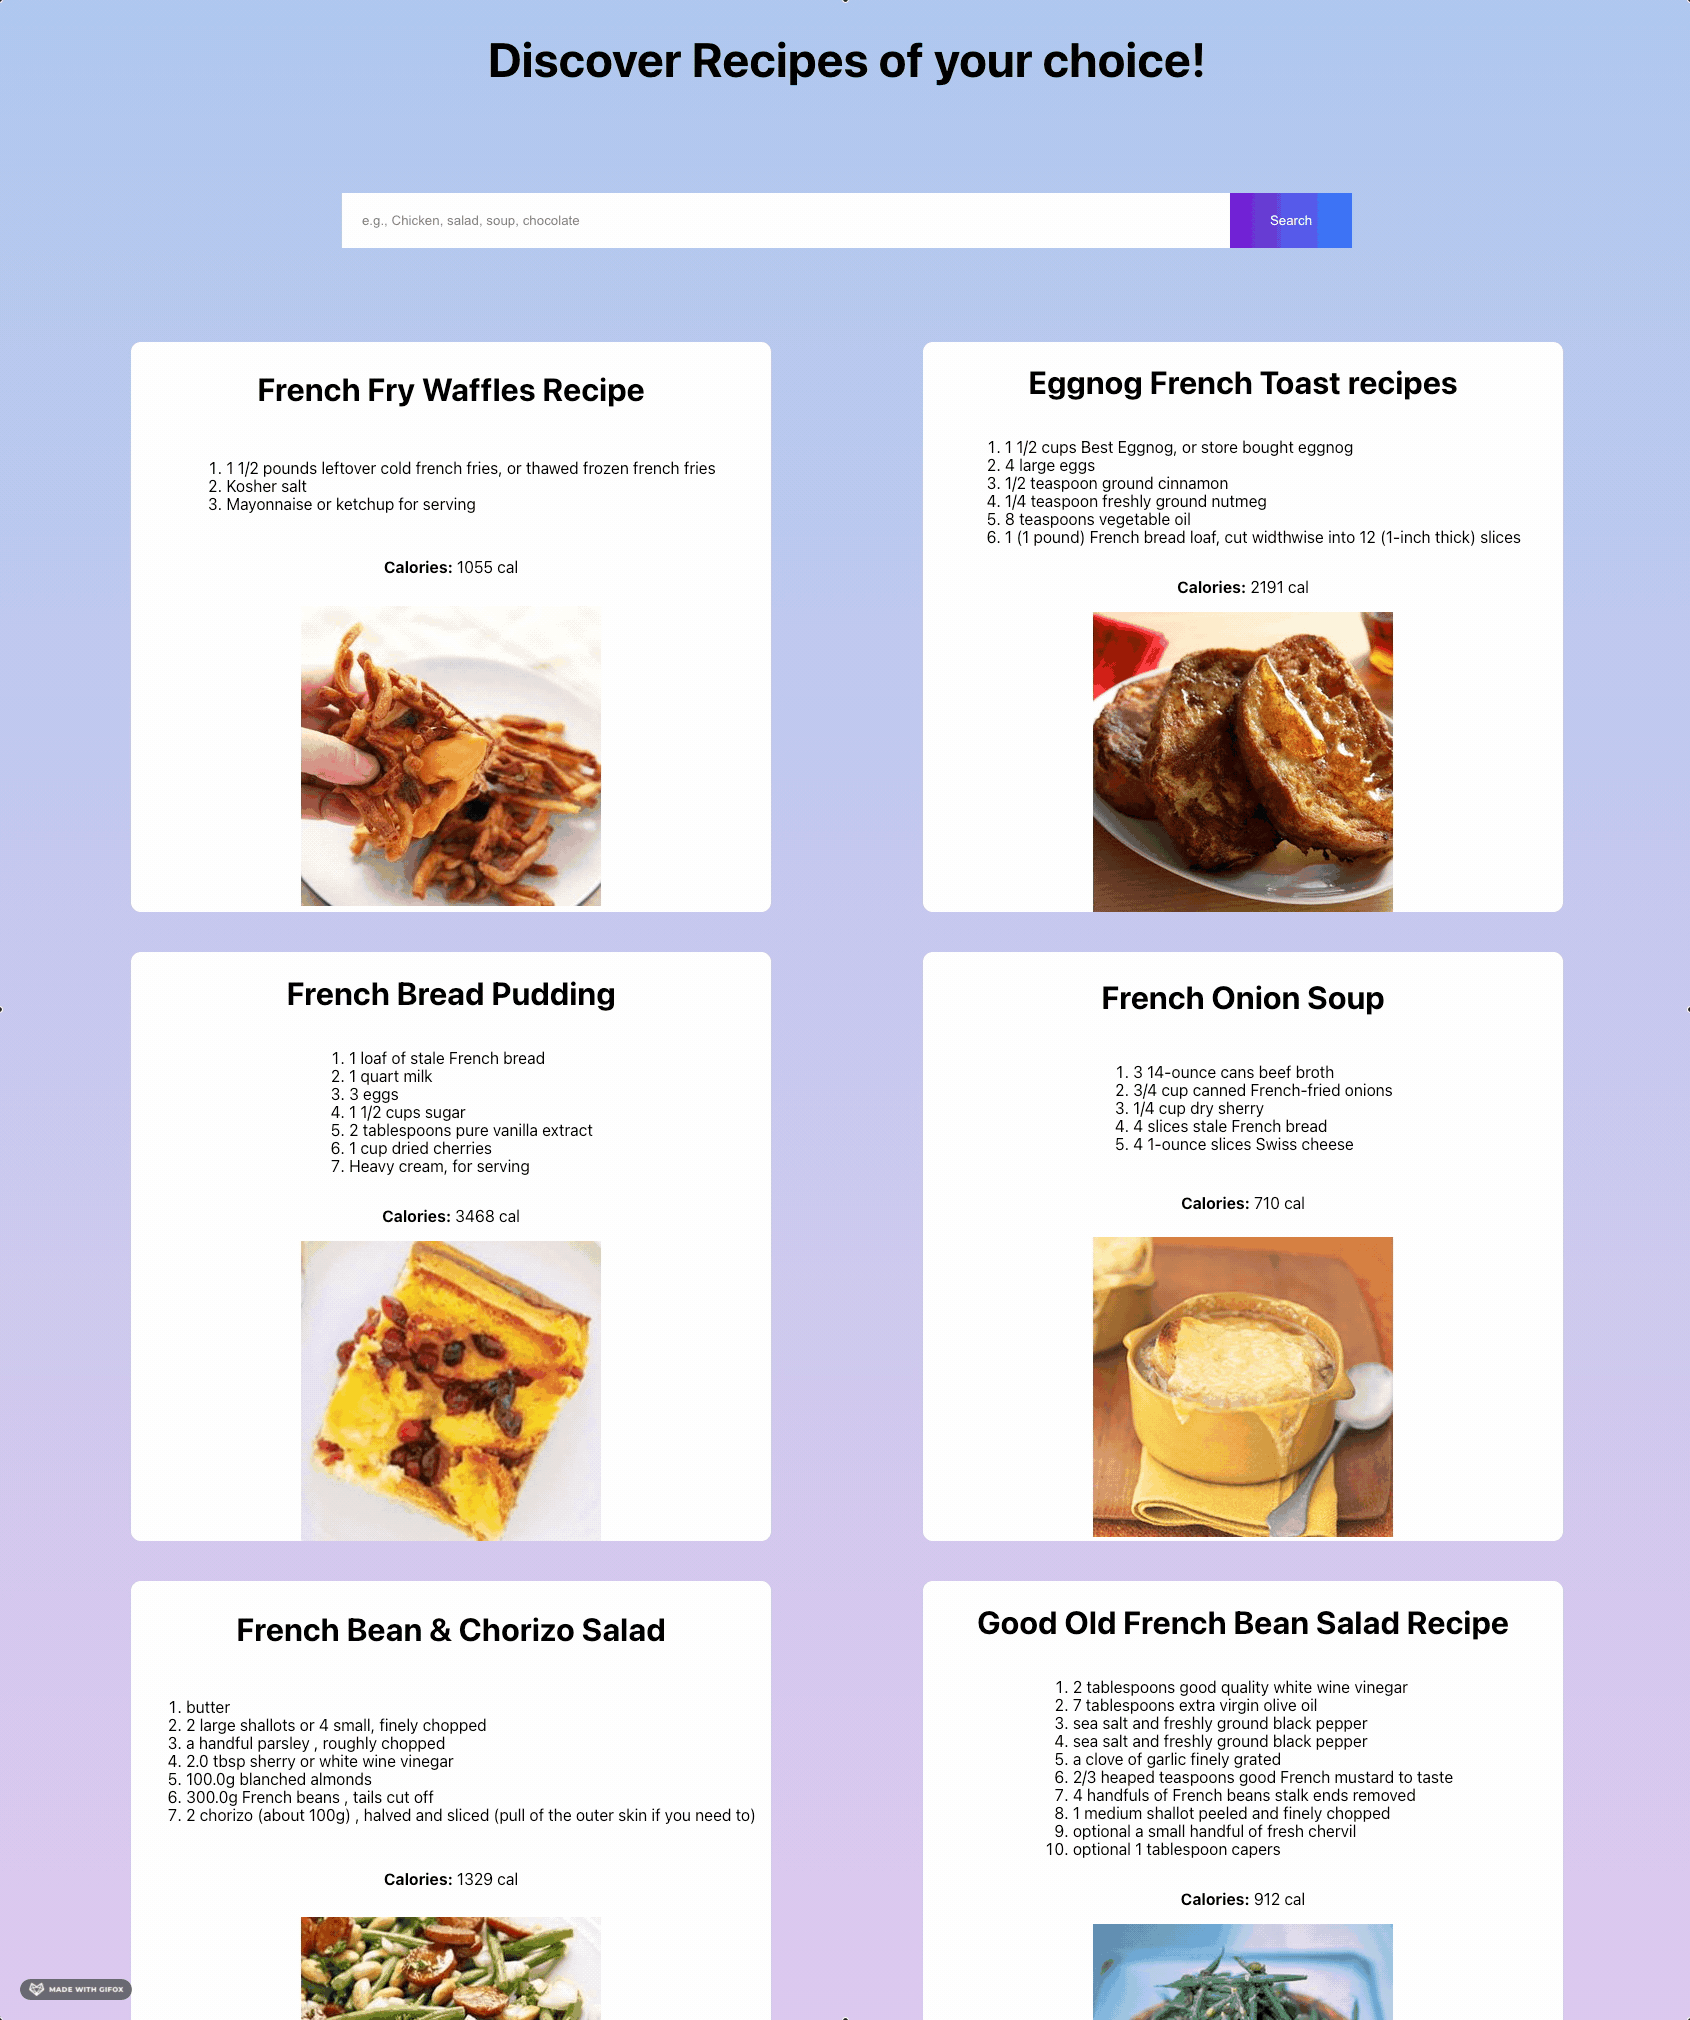 Discover Recipes of your choice!
e.g., Chicken, salad, soup, chocolate
Search
French Fry Waffles Recipe
1. 1 1/2 pounds leftover cold french fries, or thawed frozen french fries
2. Kosher salt
3. Mayonnaise or ketchup for serving
Calories: 1055 cal
Eggnog French Toast recipes
1. 1 1/2 cups Best Eggnog, or store bought eggnog
2. 4 large eggs
3. 1/2 teaspoon ground cinnamon
4. 1/4 teaspoon freshly ground nutmeg
5. 8 teaspoons vegetable oil
6. 1 (1 pound) French bread loaf, cut widthwise into 12 (1-inch thick) slices
Calories: 2191 cal
French Bread Pudding
1. 1 loaf of stale French bread
2. 1 quart milk
3. 3 eggs
4. 1 1/2 cups sugar
5. 2 tablespoons pure vanilla extract
6. 1 cup dried cherries
7. Heavy cream, for serving
Calories: 3468 cal
French Onion Soup
1. 3 14-ounce cans beef broth
2. 3/4 cup canned French-fried onions
3. 1/4 cup dry sherry
4. 4 slices stale French bread
5. 4 1-ounce slices Swiss cheese
Calories: 710 cal
French Bean & Chorizo Salad
1. butter
2. 2 large shallots or 4 small, finely chopped
3. a handful parsley , roughly chopped
4. 2.0 tbsp sherry or white wine vinegar
5. 100.0g blanched almonds
6. 300.0g French beans , tails cut off
7. 2 chorizo (about 100g) , halved and sliced (pull of the outer skin if you need to)
Calories: 1329 cal
Good Old French Bean Salad Recipe
1. 2 tablespoons good quality white wine vinegar
2. 7 tablespoons extra virgin olive oil
3. sea salt and freshly ground black pepper
4. sea salt and freshly ground black pepper
5. a clove of garlic finely grated
6. 2/3 heaped teaspoons good French mustard to taste
7. 4 handfuls of French beans stalk ends removed
8. 1 medium shallot peeled and finely chopped
9. optional a small handful of fresh chervil
10. optional 1 tablespoon capers
Calories: 912 cal
MADE WITH GIFOX